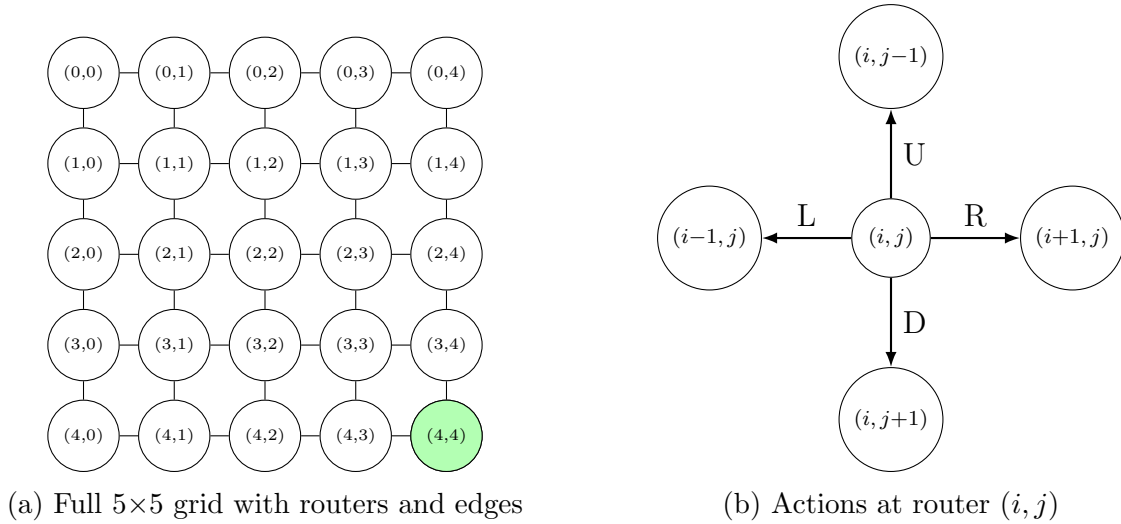 (0,0) (0,1) (0,2) (0,3) (0,4)
(1,0) (1,1) (1,2) (1,3) (1,4)
(2,0) (2,1) (2,2) (2,3) (2,4)
(3,0) (3,1) (3,2) (3,3) (3,4)
(4,0) (4,1) (4,2) (4,3) (4,4)
(a) Full 5×5 grid with routers and edges
(i, j−1)
U
(i−1, j) L (i, j) R (i+1, j)
D
(i, j+1)
(b) Actions at router (i, j)